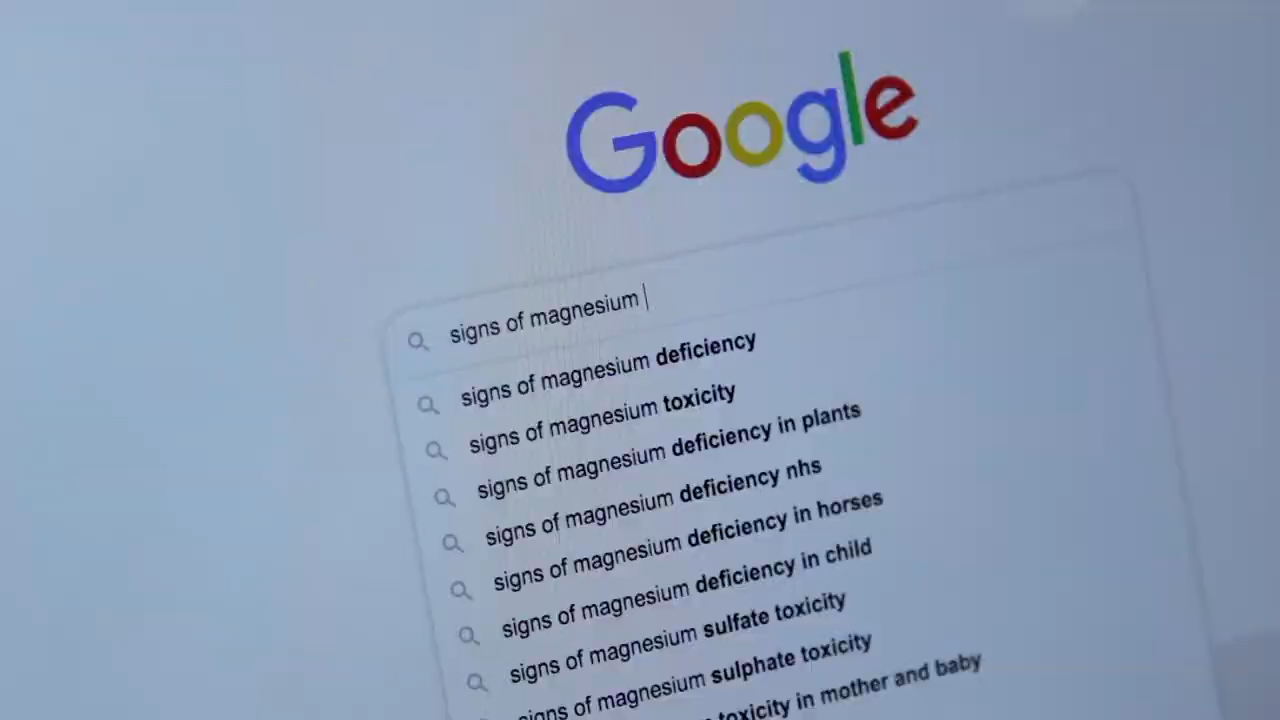 Google
signs of magnesium
signs of magnesium deficiency
signs of magnesium toxicity
signs of magnesium deficiency in plants
signs of magnesium deficiency nhs
signs of magnesium deficiency in horses
signs of magnesium deficiency in child
signs of magnesium sulfate toxicity
signs of magnesium sulphate toxicity
toxicity in mother and baby